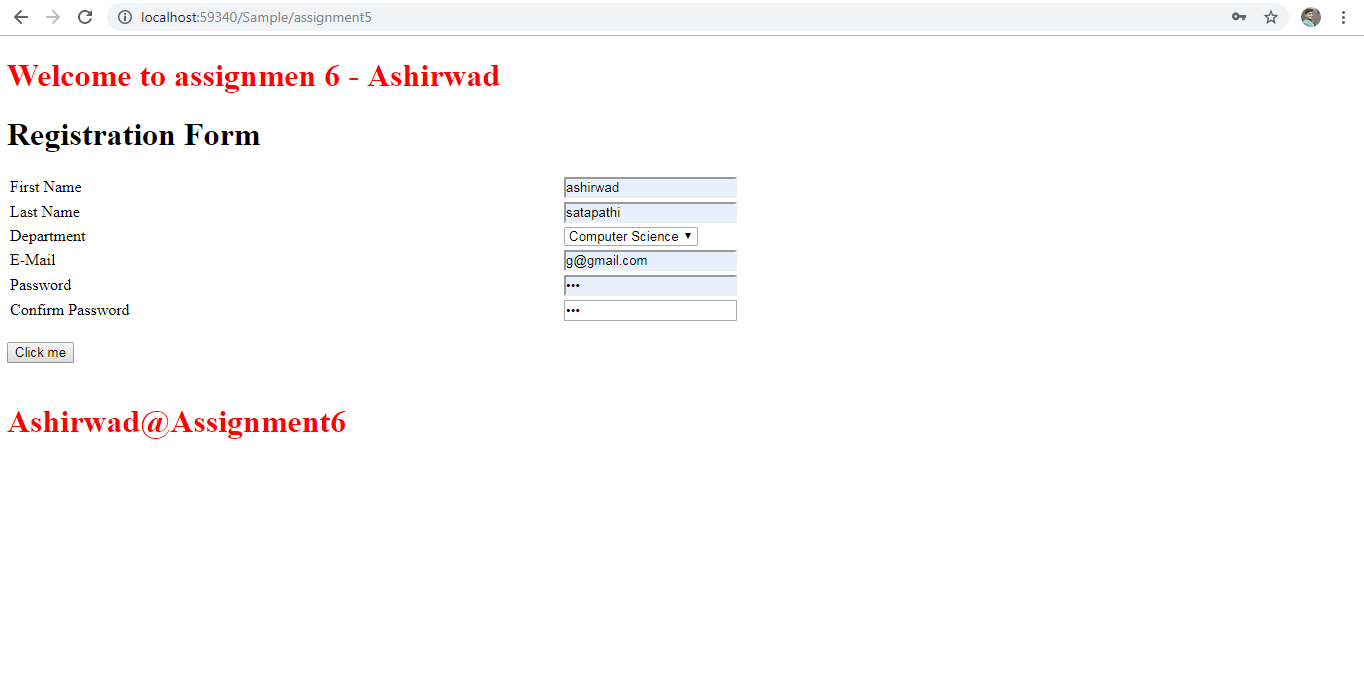 localhost:59340/Sample/assignment5
Welcome to assignmen 6 - Ashirwad
Registration Form
First Name ashirwad
Last Name satapathi
Department Computer Science
E-Mail g@gmail.com
Password •••
Confirm Password •••
Click me
Ashirwad@Assignment6